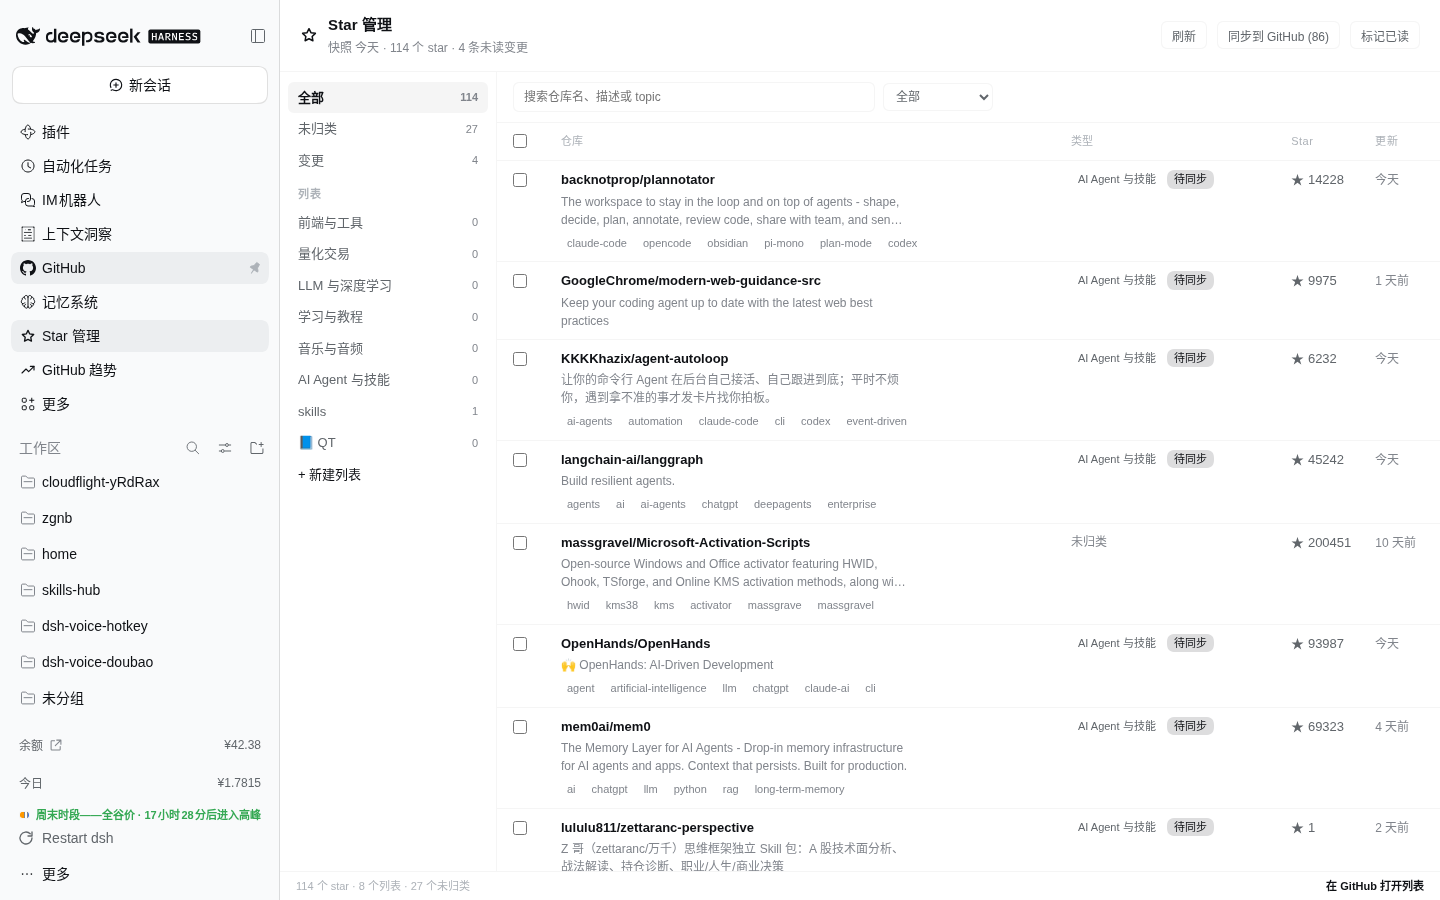 deepseek HARNESS
新会话
插件
自动化任务
IM机器人
上下文洞察
GitHub
记忆系统
Star 管理
GitHub 趋势
更多
工作区
cloudflight-yRdRax
zgnb
home
skills-hub
dsh-voice-hotkey
dsh-voice-doubao
未分组
余额 ¥42.38
今日 ¥1.7815
周末时段——全谷价 · 17小时28分后进入高峰
Restart dsh
更多
Star 管理
快照 今天 · 114 个 star · 4 条未读变更
刷新 同步到 GitHub (86) 标记已读
全部 114
未归类 27
变更 4
列表
前端与工具 0
量化交易 0
LLM 与深度学习 0
学习与教程 0
音乐与音频 0
AI Agent 与技能 0
skills 1
📘 QT 0
+ 新建列表
搜索仓库名、描述或 topic 全部
仓库 类型 Star 更新
backnotprop/plannotator AI Agent 与技能 待同步 ★ 14228 今天
The workspace to stay in the loop and on top of agents - shape,
decide, plan, annotate, review code, share with team, and sen…
claude-code opencode obsidian pi-mono plan-mode codex
GoogleChrome/modern-web-guidance-src AI Agent 与技能 待同步 ★ 9975 1 天前
Keep your coding agent up to date with the latest web best
practices
KKKKhazix/agent-autoloop AI Agent 与技能 待同步 ★ 6232 今天
让你的命令行 Agent 在后台自己接活、自己跟进到底；平时不烦
你，遇到拿不准的事才发卡片找你拍板。
ai-agents automation claude-code cli codex event-driven
langchain-ai/langgraph AI Agent 与技能 待同步 ★ 45242 今天
Build resilient agents.
agents ai ai-agents chatgpt deepagents enterprise
massgravel/Microsoft-Activation-Scripts 未归类 ★ 200451 10 天前
Open-source Windows and Office activator featuring HWID,
Ohook, TSforge, and Online KMS activation methods, along wi…
hwid kms38 kms activator massgrave massgravel
OpenHands/OpenHands AI Agent 与技能 待同步 ★ 93987 今天
🙌 OpenHands: AI-Driven Development
agent artificial-intelligence llm chatgpt claude-ai cli
mem0ai/mem0 AI Agent 与技能 待同步 ★ 69323 4 天前
The Memory Layer for AI Agents - Drop-in memory infrastructure
for AI agents and apps. Context that persists. Built for production.
ai chatgpt llm python rag long-term-memory
lululu811/zettaranc-perspective AI Agent 与技能 待同步 ★ 1 2 天前
Z 哥（zettaranc/万千）思维框架独立 Skill 包：A 股技术面分析、
战法解读、持仓诊断、职业/人生/商业决策
114 个 star · 8 个列表 · 27 个未归类 在 GitHub 打开列表